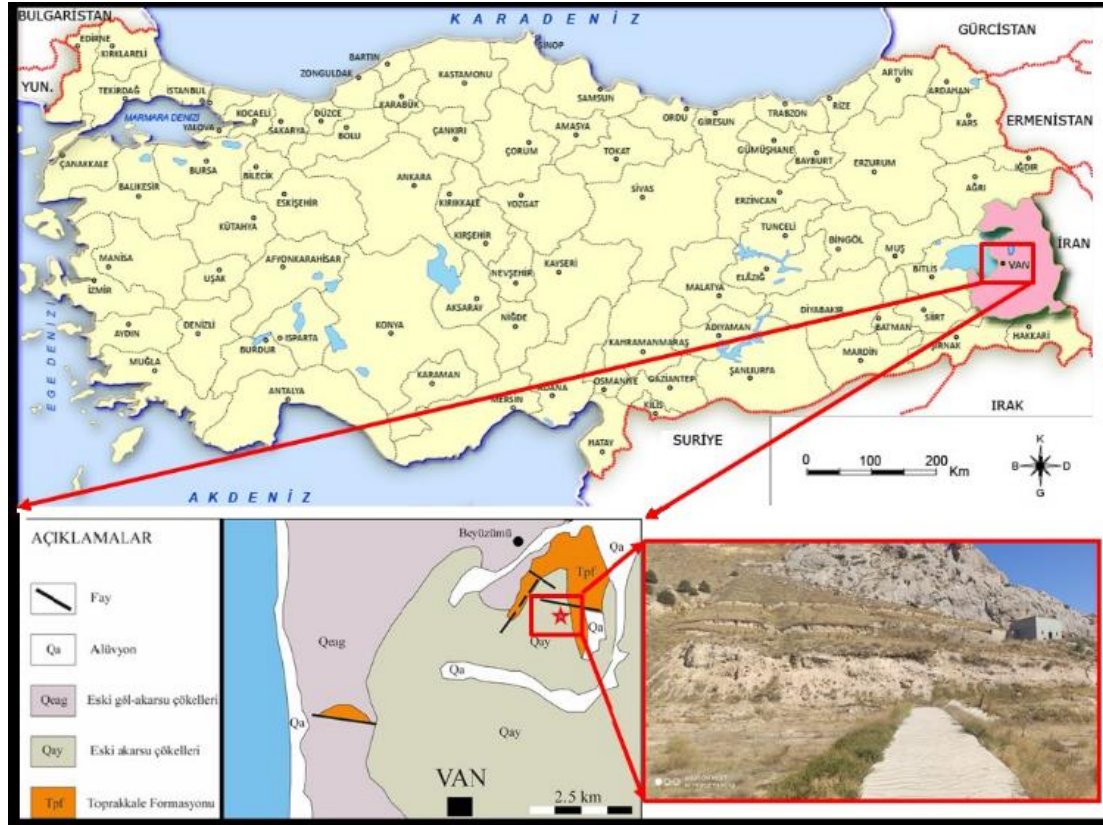 KARADENİZ
BULGARİSTAN
GÜRCİSTAN
EDİRNE
KIRKLARELİ
SİNOP
BARTIN
ZONGULDAK
KASTAMONU
ARTVİN
ARDAHAN
YUN.
TEKİRDAĞ
İSTANBUL
KARABÜK
SAMSUN
RİZE
KOCAELİ
DÜZCE
ORDU
GİRESUN
TRABZON
KARS
ERMENİSTAN
MARMARA DENİZİ
YALOVA
SAKARYA
BOLU
ÇANKIRI
AMASYA
ÇORUM
TOKAT
GÜMÜŞHANE
BAYBURT
ERZURUM
ÇANAKKALE
BURSA
BİLECİK
IĞDIR
BALIKESİR
ESKİŞEHİR
ANKARA
KIRIKKALE
YOZGAT
SİVAS
ERZİNCAN
AĞRI
KÜTAHYA
KIRŞEHİR
TUNCELİ
BİNGÖL
MUŞ
İRAN
MANİSA
UŞAK
AFYONKARAHİSAR
NEVŞEHİR
KAYSERİ
ELAZIĞ
BİTLİS
VAN
İZMİR
AKSARAY
MALATYA
EGE DENİZİ
AYDIN
DENİZLİ
ISPARTA
BURDUR
KONYA
NİĞDE
ADIYAMAN
DİYABAKIR
BATMAN
SİİRT
HAKKARİ
MUĞLA
KAHRAMANMARAŞ
MARDİN
ŞIRNAK
KARAMAN
OSMANİYE
GAZİANTEP
ŞANLIURFA
ANTALYA
MERSİN
ADANA
KİLİS
HATAY
SURİYE
IRAK
AKDENİZ
0 100 200 Km
K
B D
G
AÇIKLAMALAR
Fay
Qa Alüvyon
Qeag Eski göl-akarsu çökelleri
Qay Eski akarsu çökelleri
Tpf Toprakkale Formasyonu
Beyüzümü
Qa
Tpf
Qay
Qa
Qeag
Qa
Qa
Qay
VAN
2.5 km